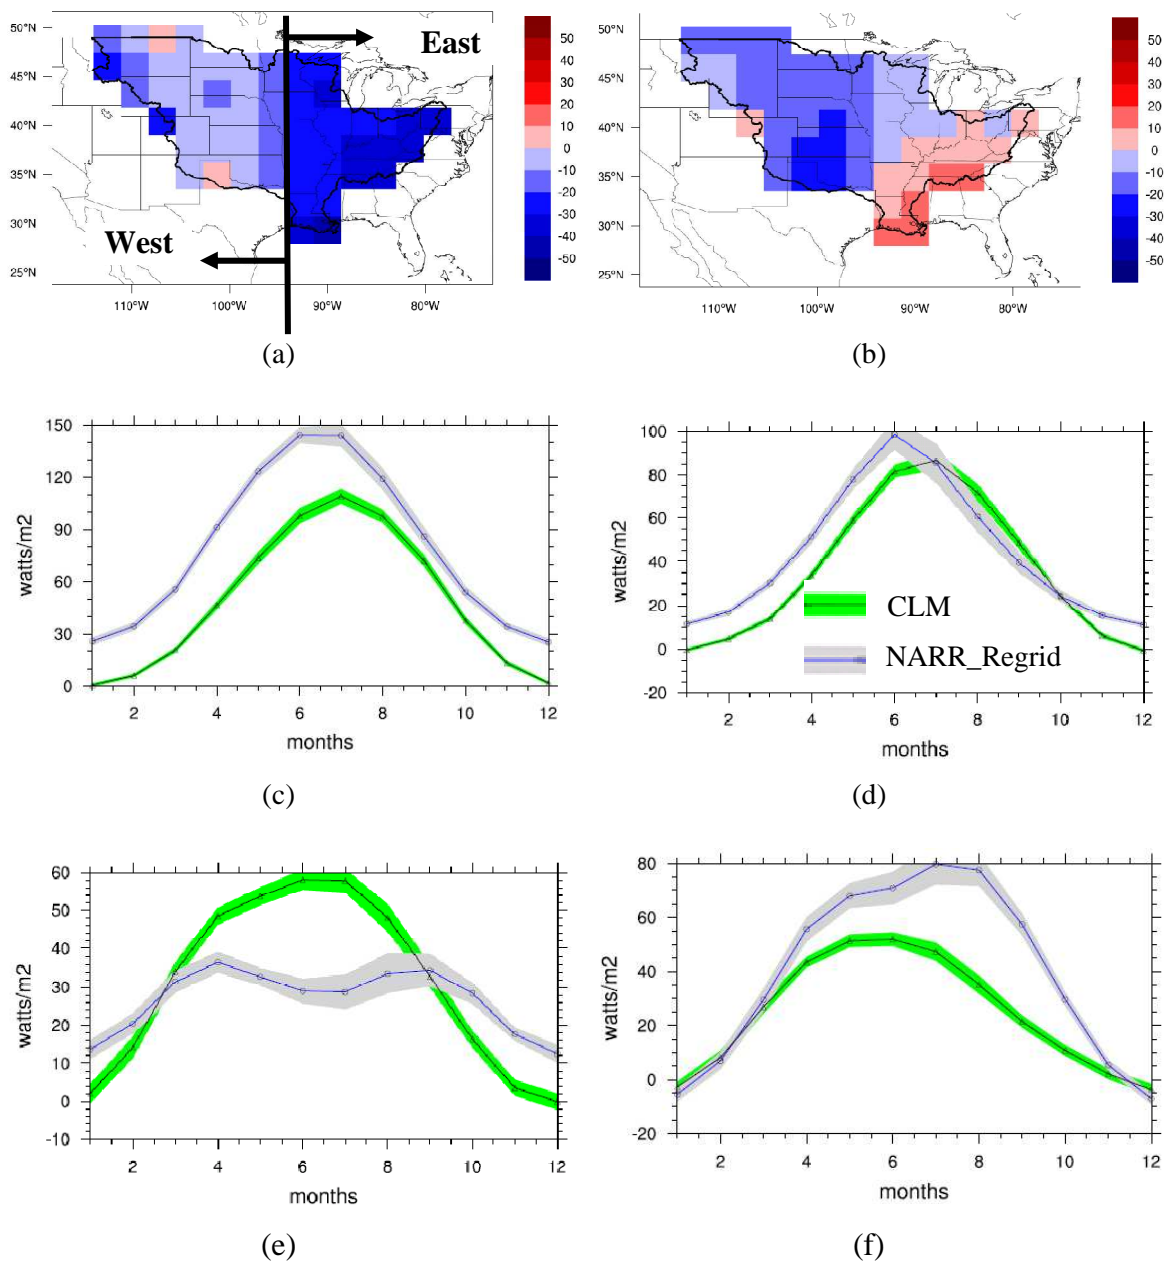 50°N
45°N
40°N
35°N
30°N
25°N
110°W
100°W
90°W
80°W
East
West
50
40
30
20
10
0
-10
-20
-30
-40
-50
(a)
50°N
45°N
40°N
35°N
30°N
25°N
110°W
100°W
90°W
80°W
50
40
30
20
10
0
-10
-20
-30
-40
-50
(b)
150
120
90
60
30
0
watts/m2
2
4
6
8
10
12
months
(c)
100
80
60
40
20
0
-20
watts/m2
CLM
NARR_Regrid
2
4
6
8
10
12
months
(d)
60
50
40
30
20
10
0
-10
watts/m2
2
4
6
8
10
12
months
(e)
80
60
40
20
0
-20
watts/m2
2
4
6
8
10
12
months
(f)